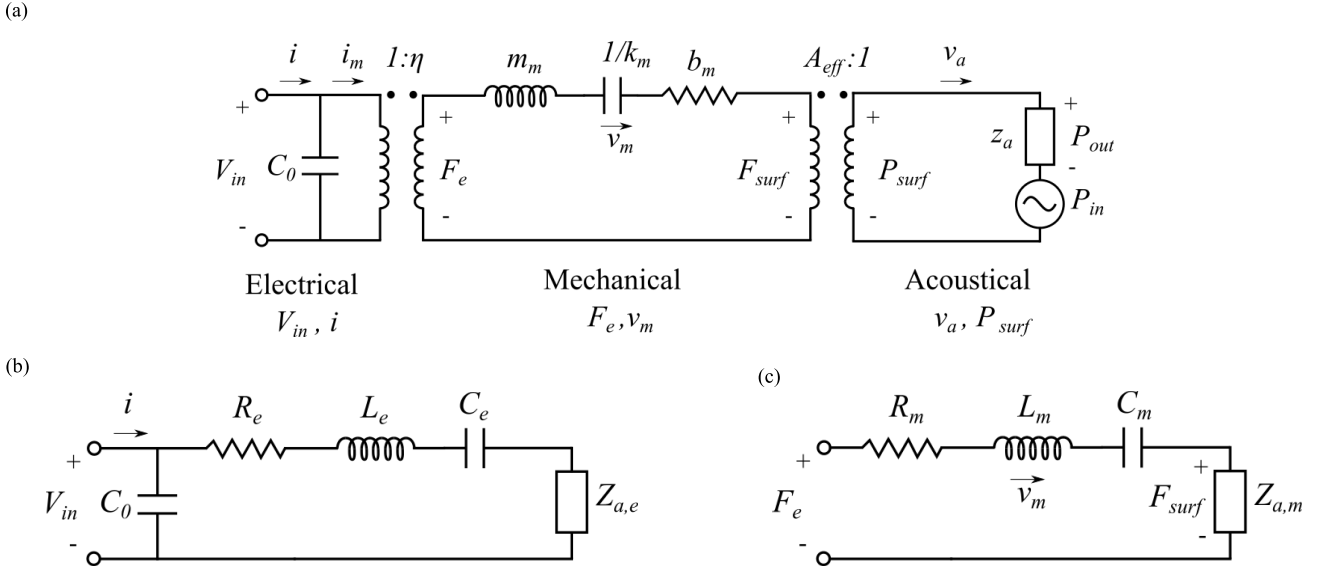 (a)
i i_m 1:η m_m 1/k_m b_m A_eff:1 v_a
+ + + + +
V_in C_0 F_e v_m F_surf P_surf z_a P_out
- - - - -
P_in
Electrical Mechanical Acoustical
V_in , i F_e,v_m v_a, P_surf
(b) (c)
i R_e L_e C_e R_m L_m C_m
+ + +
V_in C_0 Z_a,e F_e v_m F_surf Z_a,m
- - -